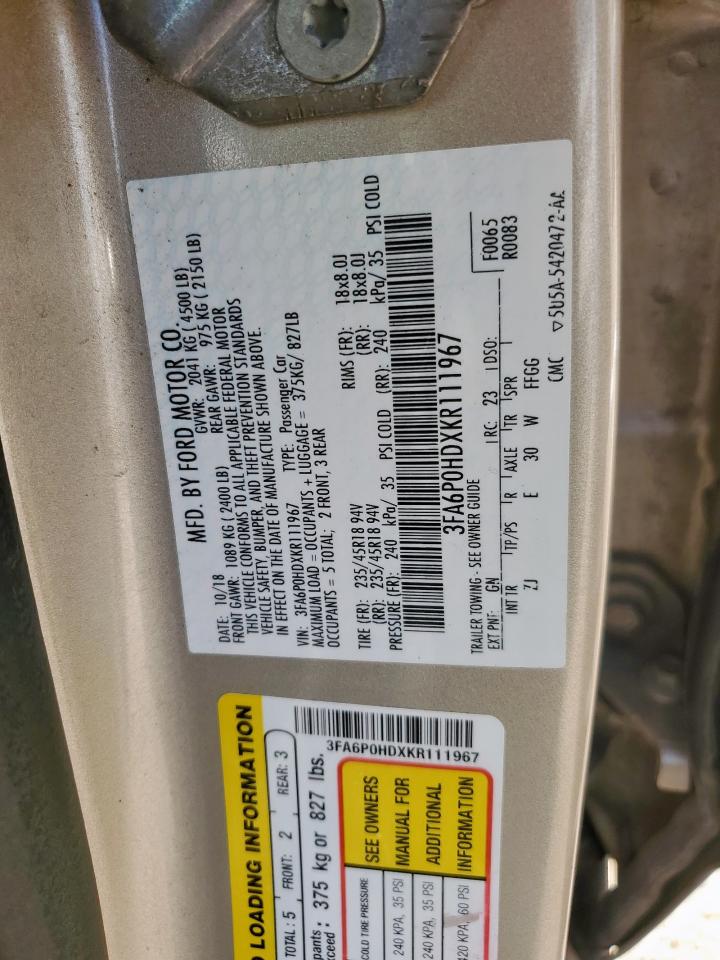 MFD. BY FORD MOTOR CO.
DATE: 10/18 GVWR: 2041 KG ( 4500 LB)
FRONT GAWR: 1089 KG ( 2400 LB) REAR GAWR: 975 KG ( 2150 LB)
THIS VEHICLE CONFORMS TO ALL APPLICABLE FEDERAL MOTOR
VEHICLE SAFETY, BUMPER, AND THEFT PREVENTION STANDARDS
IN EFFECT ON THE DATE OF MANUFACTURE SHOWN ABOVE.
VIN: 3FA6P0HDXKR111967 TYPE: Passenger Car
MAXIMUM LOAD = OCCUPANTS + LUGGAGE = 375KG/ 827LB
OCCUPANTS = 5 TOTAL; 2 FRONT, 3 REAR
TIRE (FR): 235/45R18 94V RIMS (FR): 18x8.0J
(RR): 235/45R18 94V (RR): 18x8.0J
PRESSURE (FR): 240 kPa/ 35 PSI COLD (RR): 240 kPa/ 35 PSI COLD
3FA6P0HDXKR111967
TRAILER TOWING - SEE OWNER GUIDE F0065
EXT PNT: GN RC: 23 DSO: R0083
INT TR TP/PS R AXLE TR SPR
ZJ E 30 W FFGG
CMC ▽5U5A-5420472-AA
LOADING INFORMATION
TOTAL: 5 FRONT: 2 REAR: 3
375 kg or 827 lbs.
3FA6P0HDXKR111967
COLD TIRE PRESSURE
240 KPA, 35 PSI
240 KPA, 35 PSI
420 KPA, 60 PSI
SEE OWNERS
MANUAL FOR
ADDITIONAL
INFORMATION